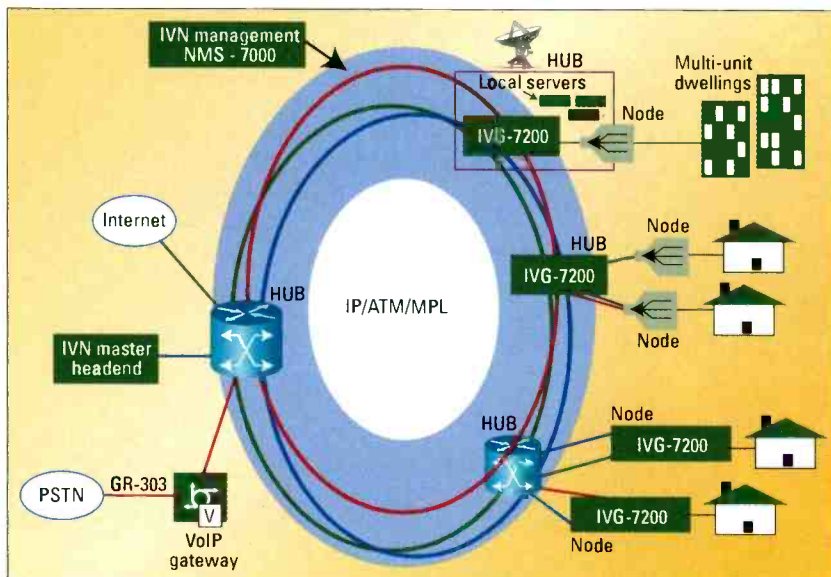 IVN management
NMS - 7000
HUB
Local servers
IVG-7200
Node
Multi-unit
dwellings
Internet
HUB
IVN master
headend
IP/ATM/MPL
HUB
IVG-7200
Node
Node
HUB
Node
IVG-7200
IVG-7200
Node
PSTN
GR-303
V
VoIP
gateway